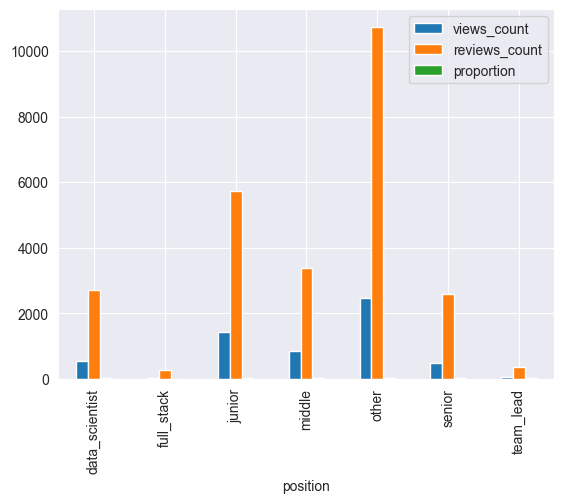 views_count
reviews_count
proportion
10000
8000
6000
4000
2000
0
data_scientist
full_stack
junior
middle
other
senior
team_lead
position